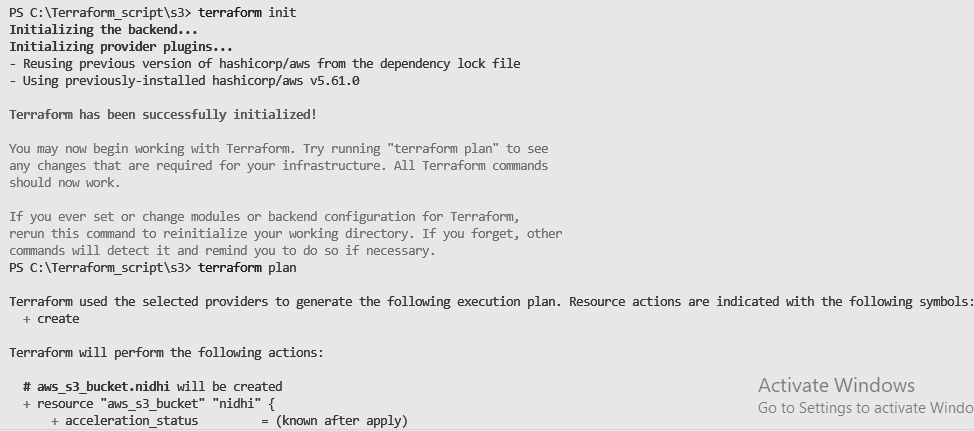 PS C:\Terraform_script\s3> terraform init
Initializing the backend...
Initializing provider plugins...
- Reusing previous version of hashicorp/aws from the dependency lock file
- Using previously-installed hashicorp/aws v5.61.0
Terraform has been successfully initialized!
You may now begin working with Terraform. Try running "terraform plan" to see
any changes that are required for your infrastructure. All Terraform commands
should now work.
If you ever set or change modules or backend configuration for Terraform,
rerun this command to reinitialize your working directory. If you forget, other
commands will detect it and remind you to do so if necessary.
PS C:\Terraform_script\s3> terraform plan
Terraform used the selected providers to generate the following execution plan. Resource actions are indicated with the following symbols:
+ create
Terraform will perform the following actions:
# aws_s3_bucket.nidhi will be created
+ resource "aws_s3_bucket" "nidhi" {
+ acceleration_status = (known after apply)
Activate Windows
Go to Settings to activate Windo